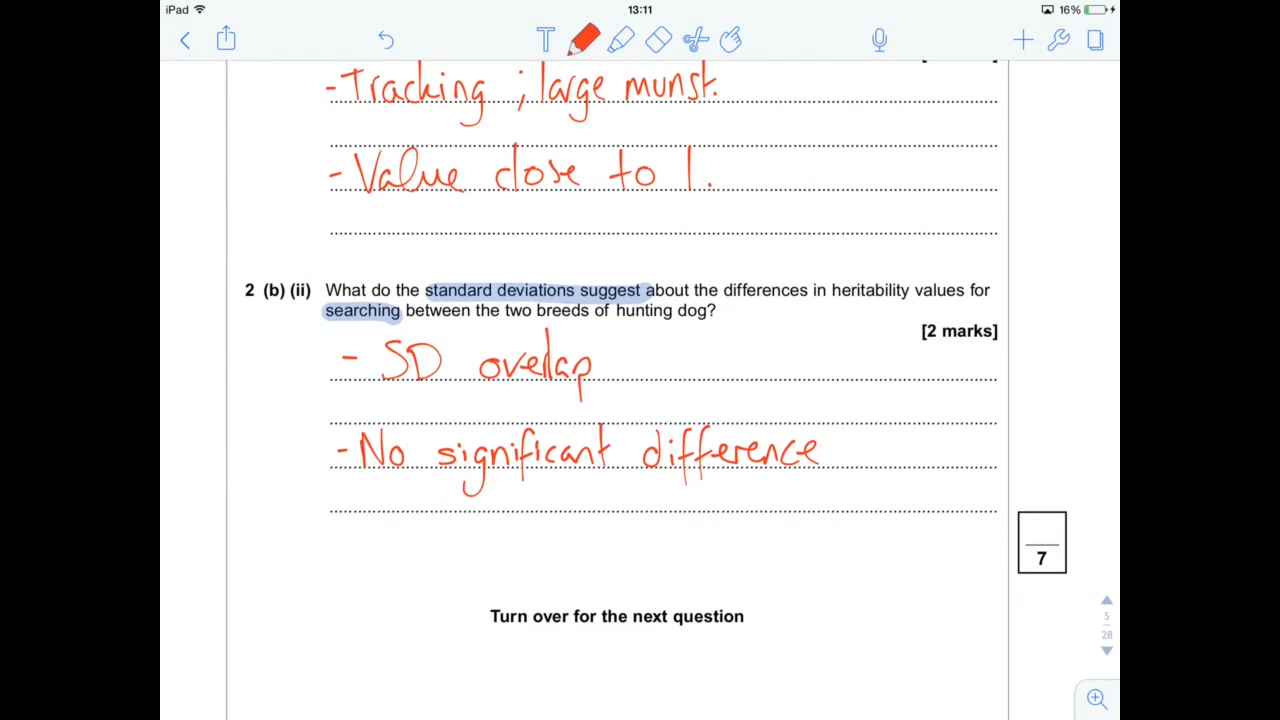 iPad 13:11 16%
-Tracking ; large munst.
-Value close to 1.
2 (b) (ii) What do the standard deviations suggest about the differences in heritability values for
searching between the two breeds of hunting dog?
[2 marks]
- SD overlap
-No significant difference
7
Turn over for the next question
5
28